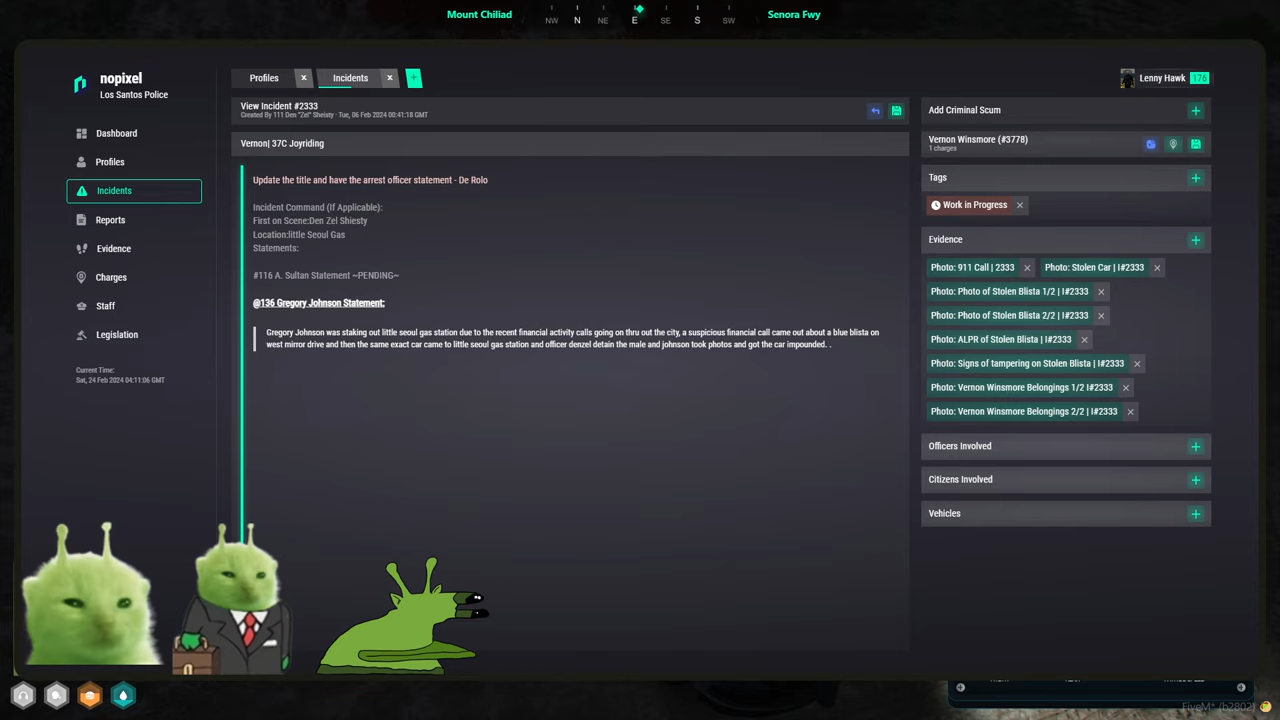 Mount Chiliad
NW N NE E SE S SW
Senora Fwy
nopixel
Los Santos Police
Dashboard
Profiles
Incidents
Reports
Evidence
Charges
Staff
Legislation
Current Time:
Sat, 24 Feb 2024 04:11:06 GMT
Profiles
Incidents
Lenny Hawk 176
View Incident #2333
Created By 111 Den "Zel" Sheisty · Tue, 06 Feb 2024 00:41:18 GMT
Vernon| 37C Joyriding
Update the title and have the arrest officer statement - De Rolo
Incident Command (If Applicable):
First on Scene:Den Zel Shiesty
Location:little Seoul Gas
Statements:
#116 A. Sultan Statement ~PENDING~
@136 Gregory Johnson Statement:
Gregory Johnson was staking out little seoul gas station due to the recent financial activity calls going on thru out the city, a suspicious financial call came out about a blue blista on
west mirror drive and then the same exact car came to little seoul gas station and officer denzel detain the male and johnson took photos and got the car impounded. .
Add Criminal Scum
Vernon Winsmore (#3778)
1 charges
Tags
Work in Progress
Evidence
Photo: 911 Call | 2333
Photo: Stolen Car | I#2333
Photo: Photo of Stolen Blista 1/2 | I#2333
Photo: Photo of Stolen Blista 2/2 | I#2333
Photo: ALPR of Stolen Blista | I#2333
Photo: Signs of tampering on Stolen Blista | I#2333
Photo: Vernon Winsmore Belongings 1/2 I#2333
Photo: Vernon Winsmore Belongings 2/2 | I#2333
Officers Involved
Citizens Involved
Vehicles
FiveM* (b2802)